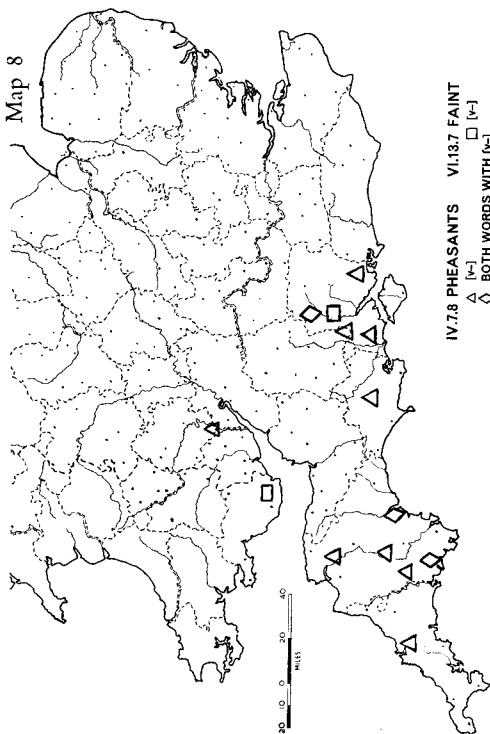 Map 8
IV.7.8 PHEASANTS VI.13.7 FAINT
△ [v–] □ [v–]
◇ BOTH WORDS WITH [v–]
20 10 0 20 40
MILES